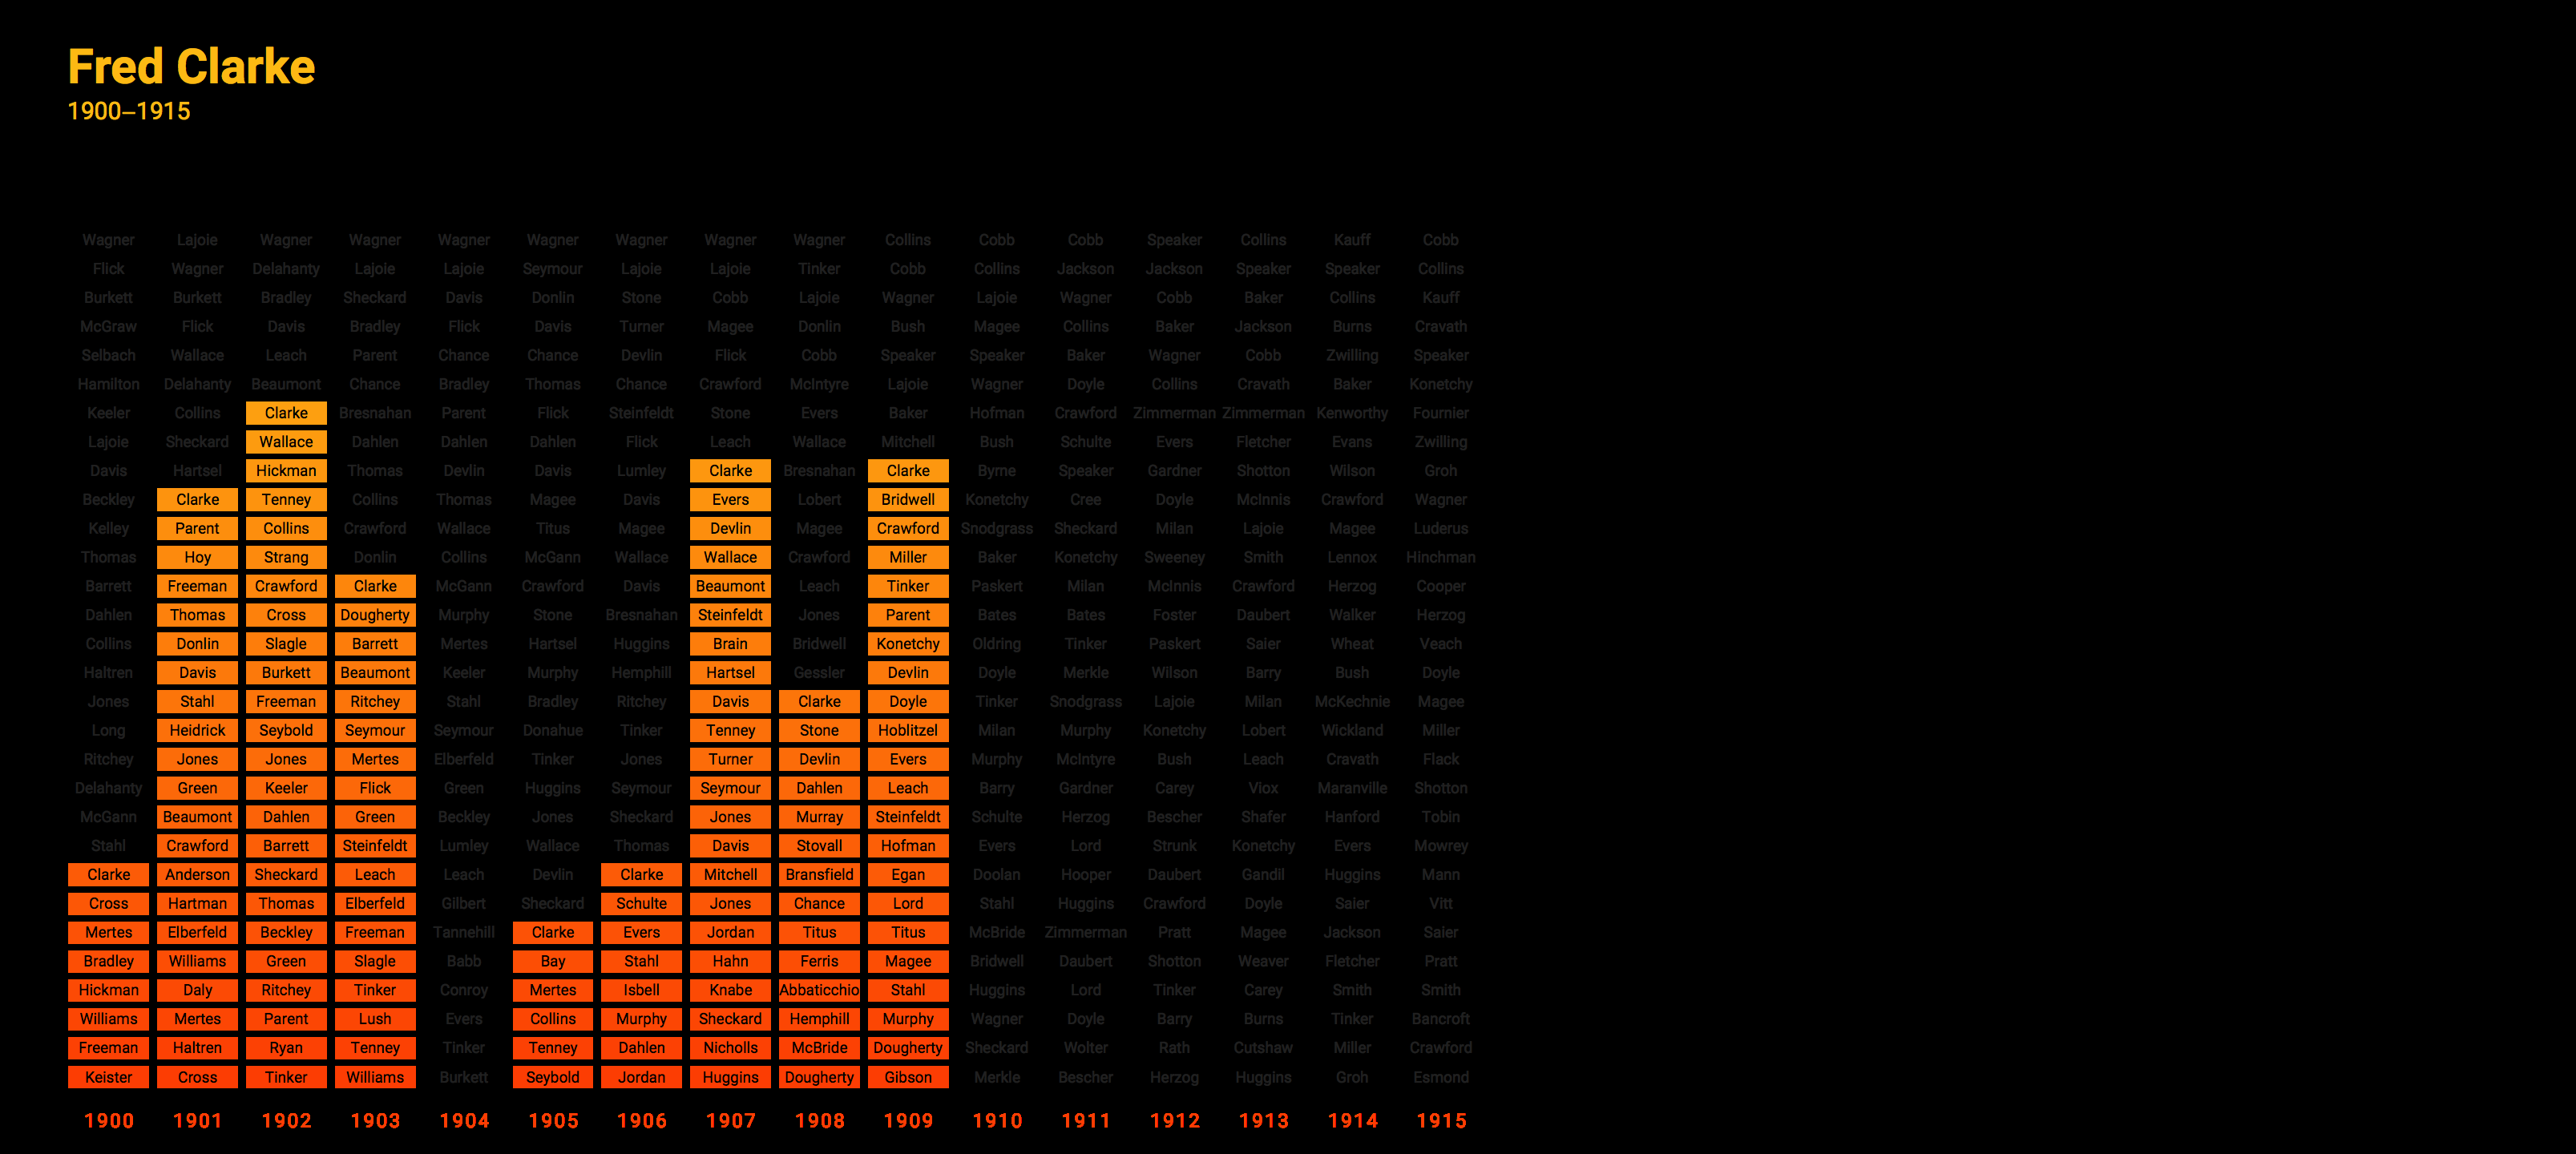 Fred Clarke
1900–1915
Wagner Lajoie Wagner Wagner Wagner Wagner Wagner Wagner Wagner Collins Cobb Cobb Speaker Collins Kauff Cobb
Flick Wagner Delahanty Lajoie Lajoie Seymour Lajoie Lajoie Tinker Cobb Collins Jackson Jackson Speaker Speaker Collins
Burkett Burkett Bradley Sheckard Davis Donlin Stone Cobb Lajoie Wagner Lajoie Wagner Cobb Baker Collins Kauff
McGraw Flick Davis Bradley Flick Davis Turner Magee Donlin Bush Magee Collins Baker Jackson Burns Cravath
Selbach Wallace Leach Parent Chance Chance Devlin Flick Cobb Speaker Speaker Baker Wagner Cobb Zwilling Speaker
Hamilton Delahanty Beaumont Chance Bradley Thomas Chance Crawford McIntyre Lajoie Wagner Doyle Collins Cravath Baker Konetchy
Keeler Collins Clarke Bresnahan Parent Flick Steinfeldt Stone Evers Baker Hofman Crawford Zimmerman Zimmerman Kenworthy Fournier
Lajoie Sheckard Wallace Dahlen Dahlen Dahlen Flick Leach Wallace Mitchell Bush Schulte Evers Fletcher Evans Zwilling
Davis Hartsel Hickman Thomas Devlin Davis Lumley Clarke Bresnahan Clarke Byrne Speaker Gardner Shotton Wilson Groh
Beckley Clarke Tenney Collins Thomas Magee Davis Evers Lobert Bridwell Konetchy Cree Doyle McInnis Crawford Wagner
Kelley Parent Collins Crawford Wallace Titus Magee Devlin Magee Crawford Snodgrass Sheckard Milan Lajoie Magee Luderus
Thomas Hoy Strang Donlin Collins McGann Wallace Wallace Crawford Miller Baker Konetchy Sweeney Smith Lennox Hinchman
Barrett Freeman Crawford Clarke McGann Crawford Davis Beaumont Leach Tinker Paskert Milan McInnis Crawford Herzog Cooper
Dahlen Thomas Cross Dougherty Murphy Stone Bresnahan Steinfeldt Jones Parent Bates Bates Foster Daubert Walker Herzog
Collins Donlin Slagle Barrett Mertes Hartsel Huggins Brain Bridwell Konetchy Oldring Tinker Paskert Saier Wheat Veach
Haltren Davis Burkett Beaumont Keeler Murphy Hemphill Hartsel Gessler Devlin Doyle Merkle Wilson Barry Bush Doyle
Jones Stahl Freeman Ritchey Stahl Bradley Ritchey Davis Clarke Doyle Tinker Snodgrass Lajoie Milan McKechnie Magee
Long Heidrick Seybold Seymour Seymour Donahue Tinker Tenney Stone Hoblitzel Milan Murphy Konetchy Lobert Wickland Miller
Ritchey Jones Jones Mertes Elberfeld Tinker Jones Turner Devlin Evers Murphy McIntyre Bush Leach Cravath Flack
Delahanty Green Keeler Flick Green Huggins Seymour Seymour Dahlen Leach Barry Gardner Carey Viox Maranville Shotton
McGann Beaumont Dahlen Green Beckley Jones Sheckard Jones Murray Steinfeldt Schulte Herzog Bescher Shafer Hanford Tobin
Stahl Crawford Barrett Steinfeldt Lumley Wallace Thomas Davis Stovall Hofman Evers Lord Strunk Konetchy Evers Mowrey
Clarke Anderson Sheckard Leach Leach Devlin Clarke Mitchell Bransfield Egan Doolan Hooper Daubert Gandil Huggins Mann
Cross Hartman Thomas Elberfeld Gilbert Sheckard Schulte Jones Chance Lord Stahl Huggins Crawford Doyle Saier Vitt
Mertes Elberfeld Beckley Freeman Tannehill Clarke Evers Jordan Titus Titus McBride Zimmerman Pratt Magee Jackson Saier
Bradley Williams Green Slagle Babb Bay Stahl Hahn Ferris Magee Bridwell Daubert Shotton Weaver Fletcher Pratt
Hickman Daly Ritchey Tinker Conroy Mertes Isbell Knabe Abbaticchio Stahl Huggins Lord Tinker Carey Smith Smith
Williams Mertes Parent Lush Evers Collins Murphy Sheckard Hemphill Murphy Wagner Doyle Barry Burns Tinker Bancroft
Freeman Haltren Ryan Tenney Tinker Tenney Dahlen Nicholls McBride Dougherty Sheckard Wolter Rath Cutshaw Miller Crawford
Keister Cross Tinker Williams Burkett Seybold Jordan Huggins Dougherty Gibson Merkle Bescher Herzog Huggins Groh Esmond
1900 1901 1902 1903 1904 1905 1906 1907 1908 1909 1910 1911 1912 1913 1914 1915